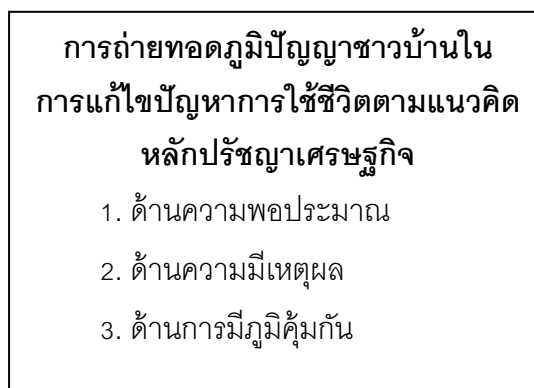 การถ่ายทอดภูมิปัญญาชาวบ้านใน
การแก้ไขปัญหาการใช้ชีวิตตามแนวคิด
หลักปรัชญาเศรษฐกิจ
1. ด้านความพอประมาณ
2. ด้านความมีเหตุผล
3. ด้านการมีภูมิคุ้มกัน